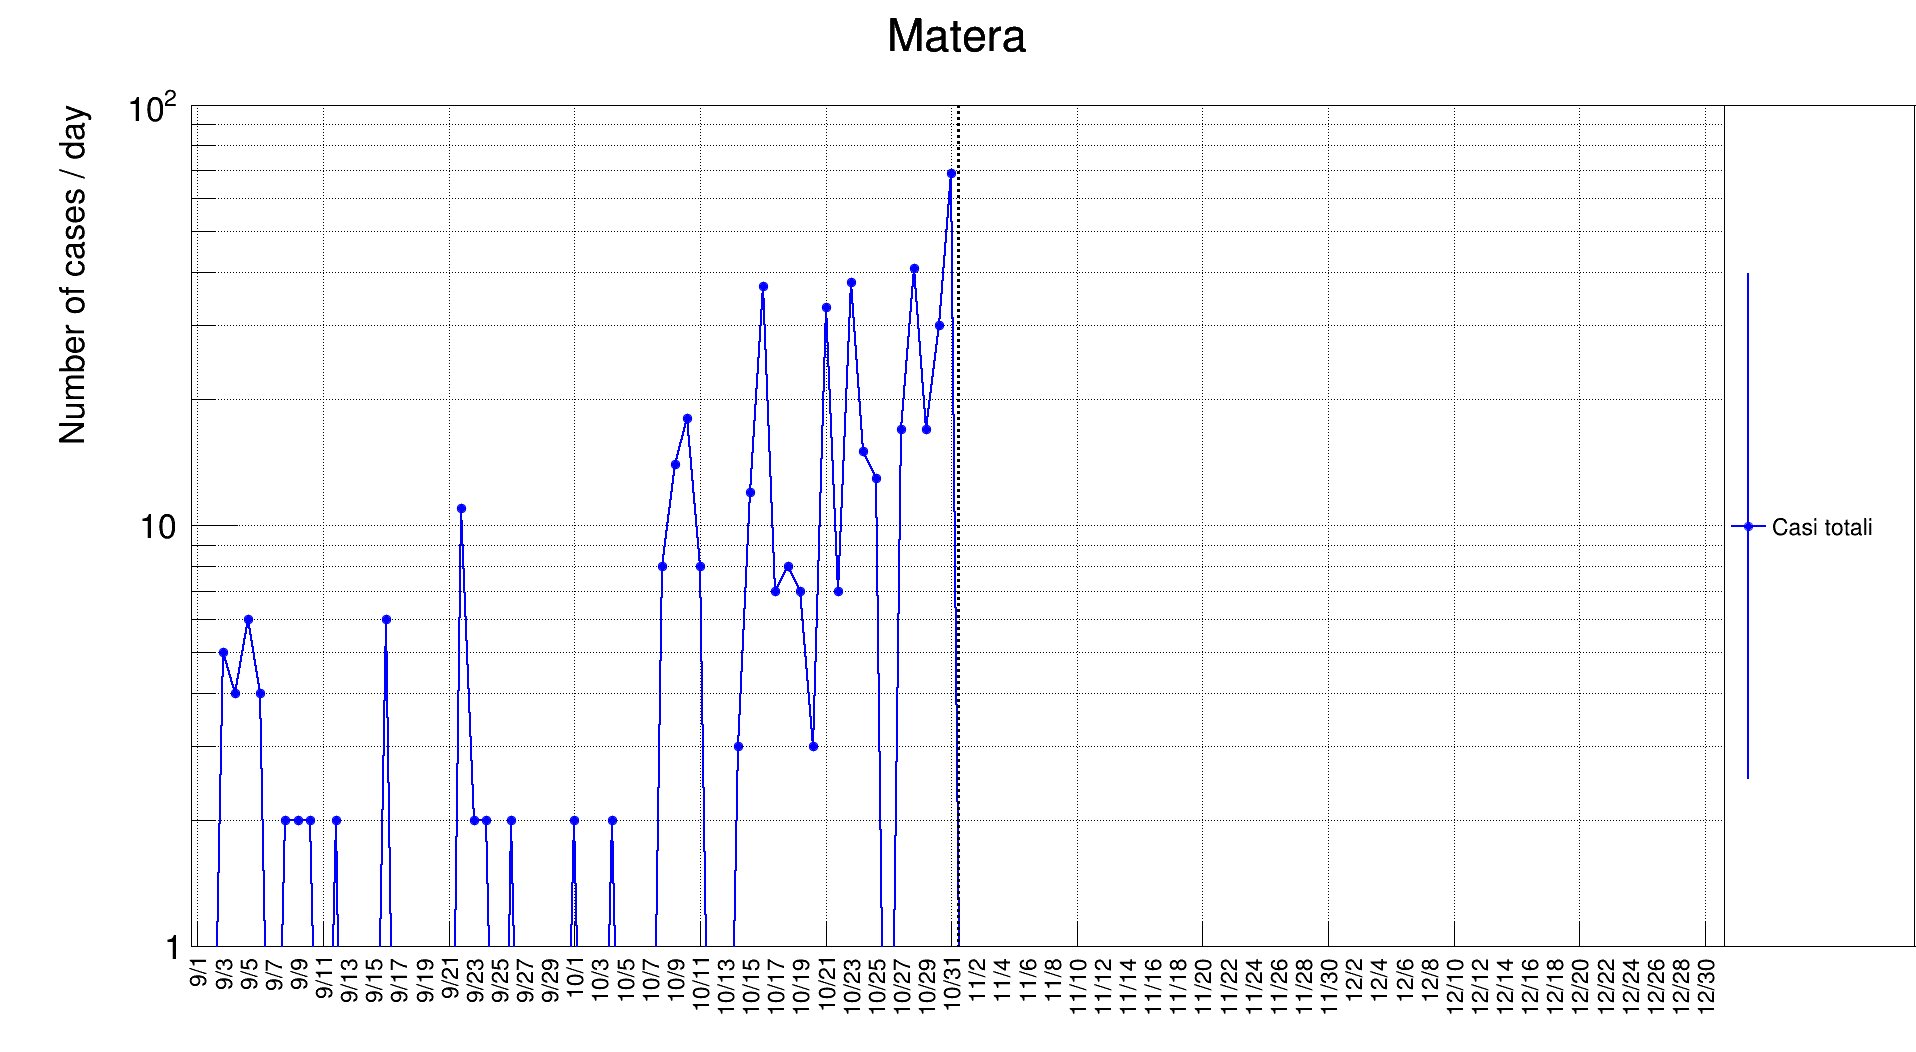 Matera
Number of cases / day
10²
10
1
9/1 9/3 9/5 9/7 9/9 9/11 9/13 9/15 9/17 9/19 9/21 9/23 9/25 9/27 9/29 10/1 10/3 10/5 10/7 10/9 10/11 10/13 10/15 10/17 10/19 10/21 10/23 10/25 10/27 10/29 10/31 11/2 11/4 11/6 11/8 11/10 11/12 11/14 11/16 11/18 11/20 11/22 11/24 11/26 11/28 11/30 12/2 12/4 12/6 12/8 12/10 12/12 12/14 12/16 12/18 12/20 12/22 12/24 12/26 12/28 12/30
Casi totali